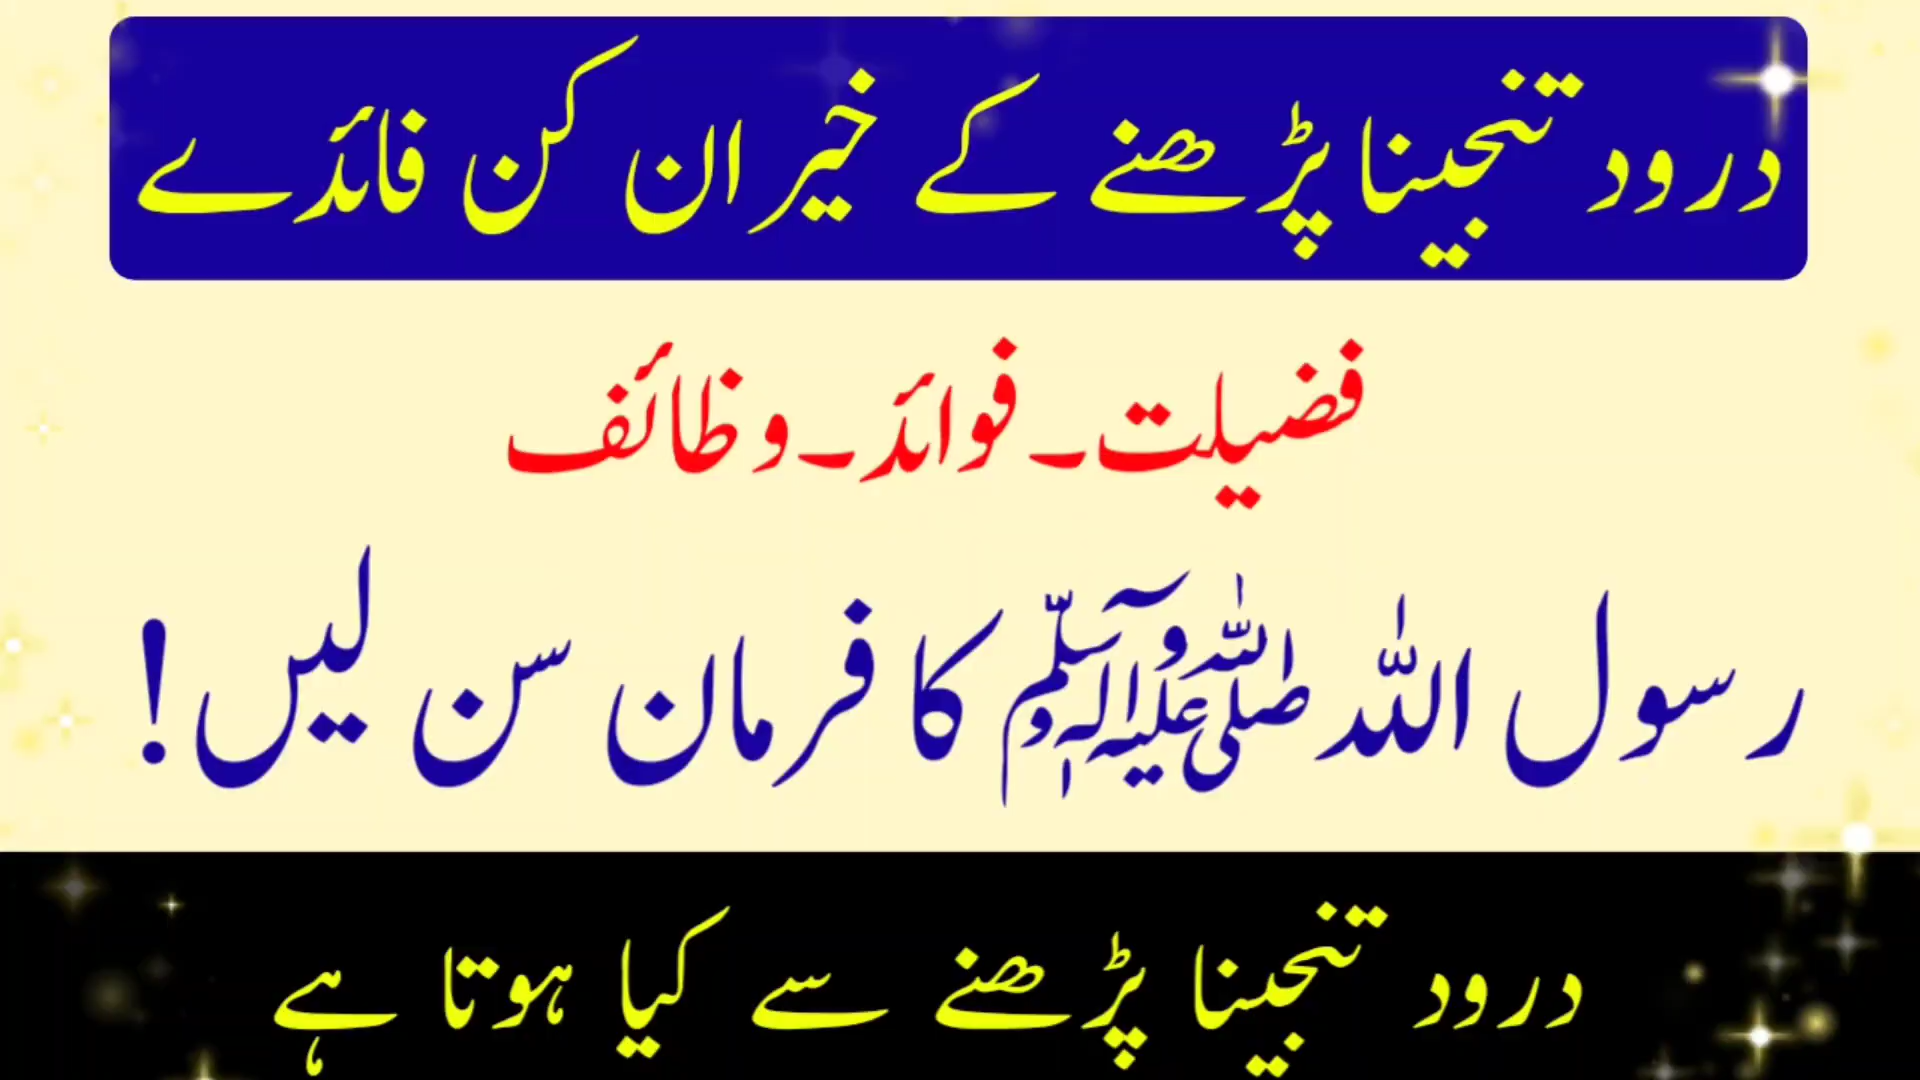 درود تنجینا پڑھنے کے خیران کن فائدے
فضیلت۔فوائد۔وظائف
رسول اللہ صلی اللہ علیہ وآلہ وسلم کا فرمان سن لیں!
درود تنجینا پڑھنے سے کیا ہوتا ہے